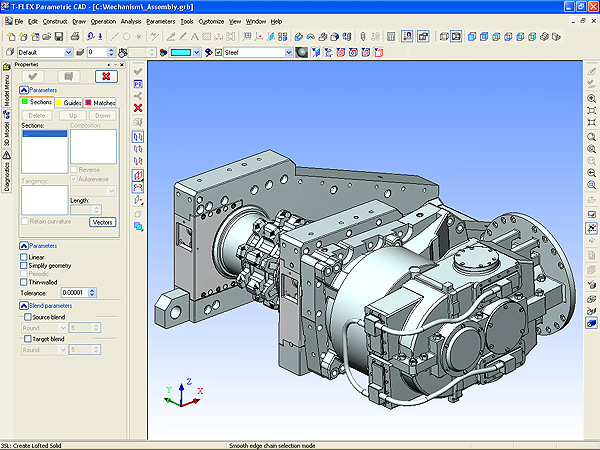 T-FLEX Parametric CAD - [C:\Mechanism\_Assembly.grb]
File Edit Construct Draw Operation Analysis Parameters Tools Customize View Window Help
Default 0 Steel
Properties
Model Menu
3D Model
Diagnostics
Parameters
Sections Guides Matches
Delete Up Down
Sections: Composition:
Reverse
Autoreverse
Tangency:
Length:
Retain curvature Vectors
Parameters
Linear
Simplify geometry
Periodic
Thin-walled
Tolerance: 0.00001
Blend parameters
Source blend
Round 5
Target blend
Round 5
Z
Y X
3SL: Create Lofted Solid Smooth edge chain selection mode